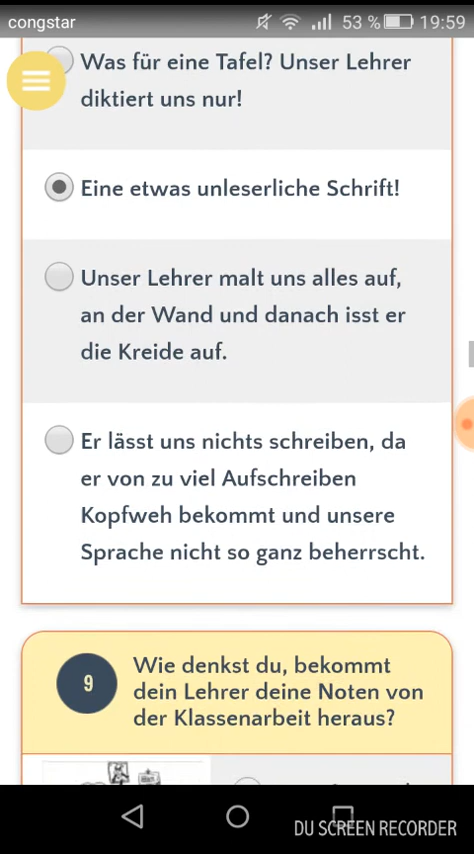 congstar 53 % 19:59
Was für eine Tafel? Unser Lehrer
diktiert uns nur!
Eine etwas unleserliche Schrift!
Unser Lehrer malt uns alles auf,
an der Wand und danach isst er
die Kreide auf.
Er lässt uns nichts schreiben, da
er von zu viel Aufschreiben
Kopfweh bekommt und unsere
Sprache nicht so ganz beherrscht.
9
Wie denkst du, bekommt
dein Lehrer deine Noten von
der Klassenarbeit heraus?
DU SCREEN RECORDER